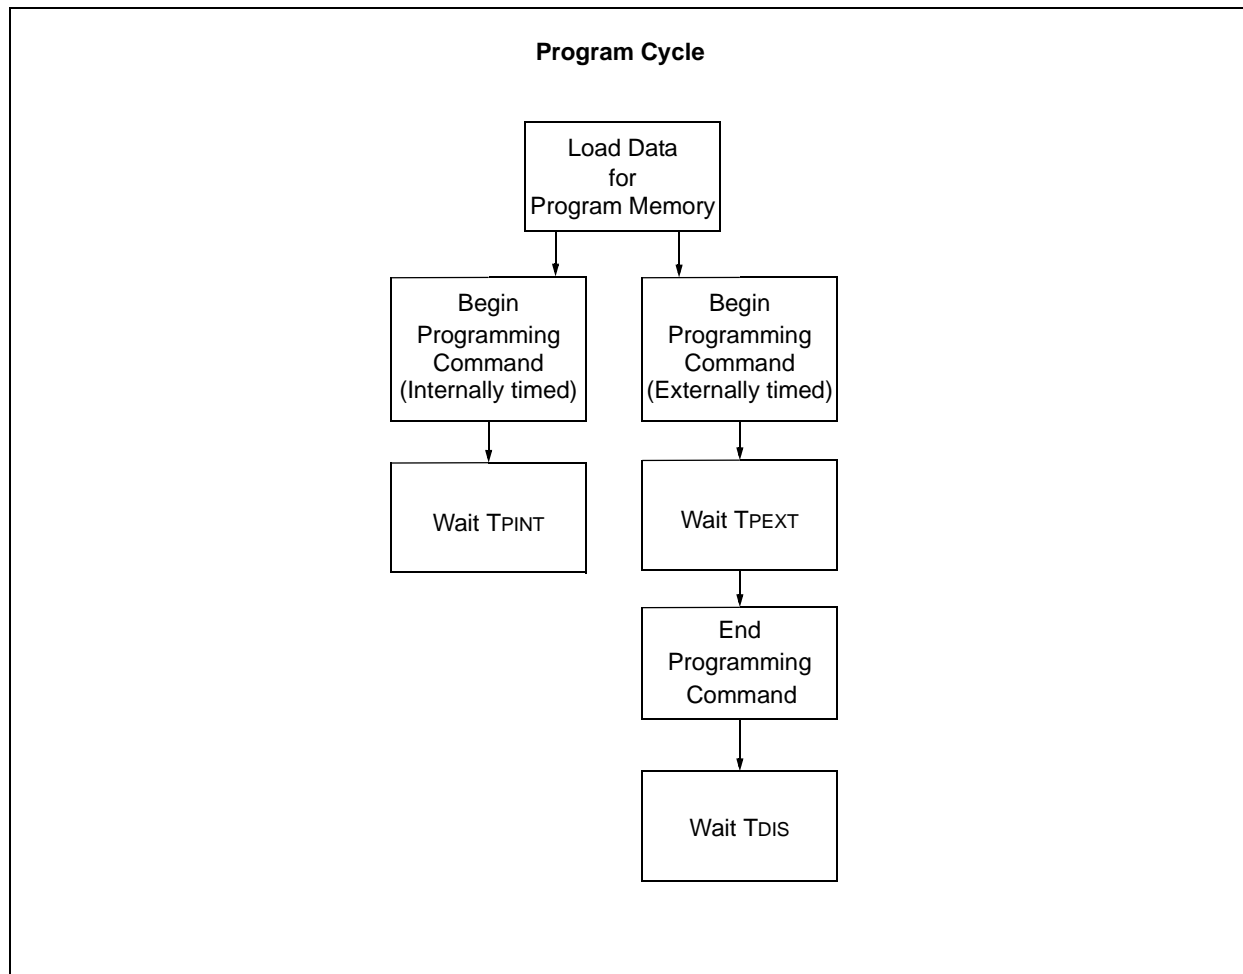 Program Cycle
Load Data
for
Program Memory
Begin
Programming
Command
(Internally timed)
Begin
Programming
Command
(Externally timed)
Wait TPINT
Wait TPEXT
End
Programming
Command
Wait TDIS